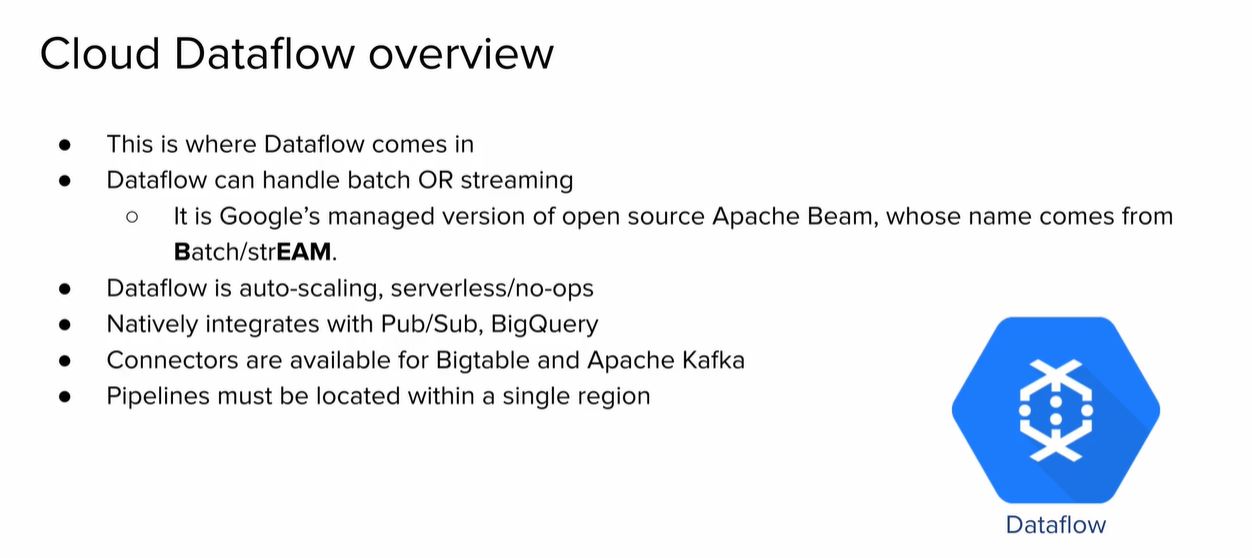 Cloud Dataflow overview
● This is where Dataflow comes in
● Dataflow can handle batch OR streaming
○ It is Google’s managed version of open source Apache Beam, whose name comes from
Batch/strEAM.
● Dataflow is auto-scaling, serverless/no-ops
● Natively integrates with Pub/Sub, BigQuery
● Connectors are available for Bigtable and Apache Kafka
● Pipelines must be located within a single region
Dataflow